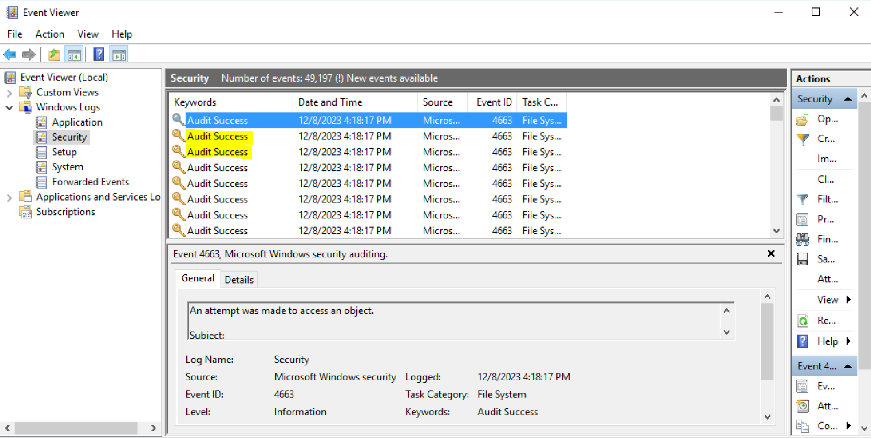 Event Viewer
File Action View Help
Event Viewer (Local)
Custom Views
Windows Logs
Application
Security
Setup
System
Forwarded Events
Applications and Services Lo
Subscriptions
Security Number of events: 49,197 (!) New events available
Keywords Date and Time Source Event ID Task C...
Audit Success 12/8/2023 4:18:17 PM Micros... 4663 File Sys...
Audit Success 12/8/2023 4:18:17 PM Micros... 4663 File Sys...
Audit Success 12/8/2023 4:18:17 PM Micros... 4663 File Sys...
Audit Success 12/8/2023 4:18:17 PM Micros... 4663 File Sys...
Audit Success 12/8/2023 4:18:17 PM Micros... 4663 File Sys...
Audit Success 12/8/2023 4:18:17 PM Micros... 4663 File Sys...
Audit Success 12/8/2023 4:18:17 PM Micros... 4663 File Sys...
Audit Success 12/8/2023 4:18:17 PM Micros... 4663 File Sys...
Event 4663, Microsoft Windows security auditing.
General Details
An attempt was made to access an object.
Subject:
Log Name: Security
Source: Microsoft Windows security Logged: 12/8/2023 4:18:17 PM
Event ID: 4663 Task Category: File System
Level: Information Keywords: Audit Success
Actions
Security
Op...
Cr...
Im...
Cl...
Filt...
Pr...
Fin...
Sa...
Att...
View
Re...
Help
Event 4...
Ev...
Att...
Co...